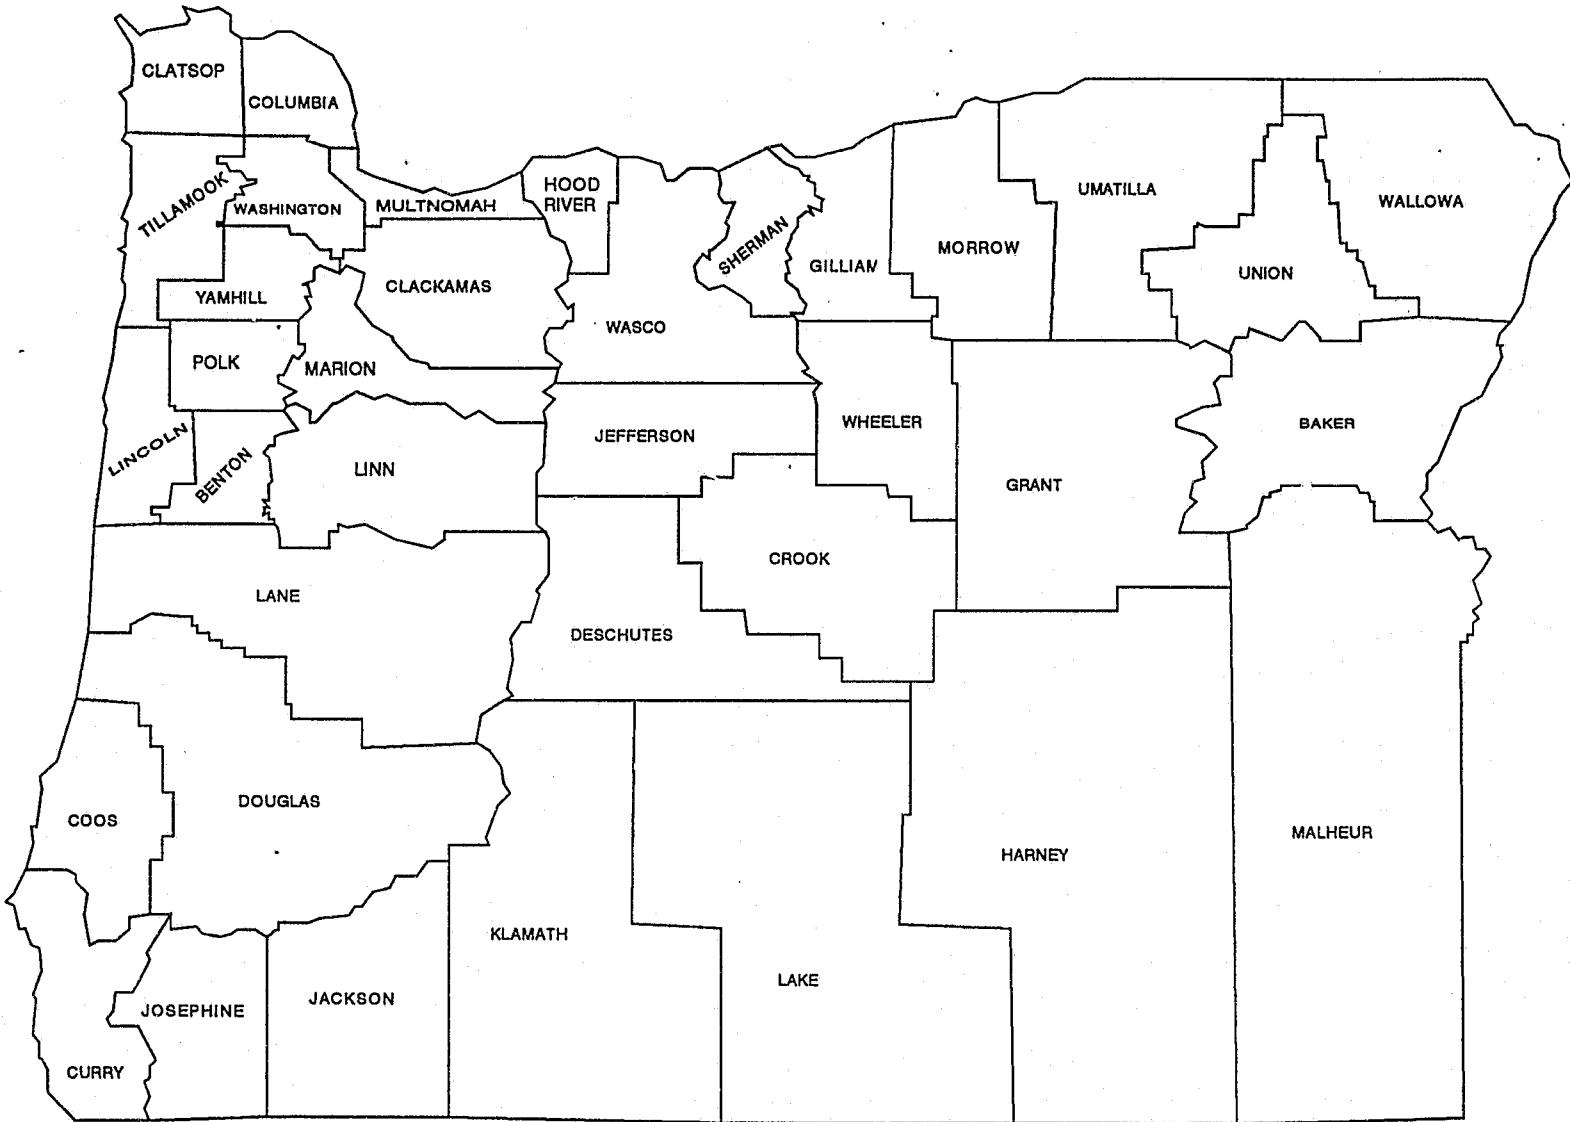 CLATSOP
COLUMBIA
TILLAMOOK
WASHINGTON
MULTNOMAH
HOOD
RIVER
SHERMAN
GILLIAM
MORROW
UMATILLA
WALLOWA
UNION
YAMHILL
CLACKAMAS
WASCO
POLK
MARION
WHEELER
BAKER
LINCOLN
BENTON
LINN
JEFFERSON
GRANT
CROOK
LANE
DESCHUTES
COOS
DOUGLAS
MALHEUR
HARNEY
KLAMATH
LAKE
JACKSON
JOSEPHINE
CURRY